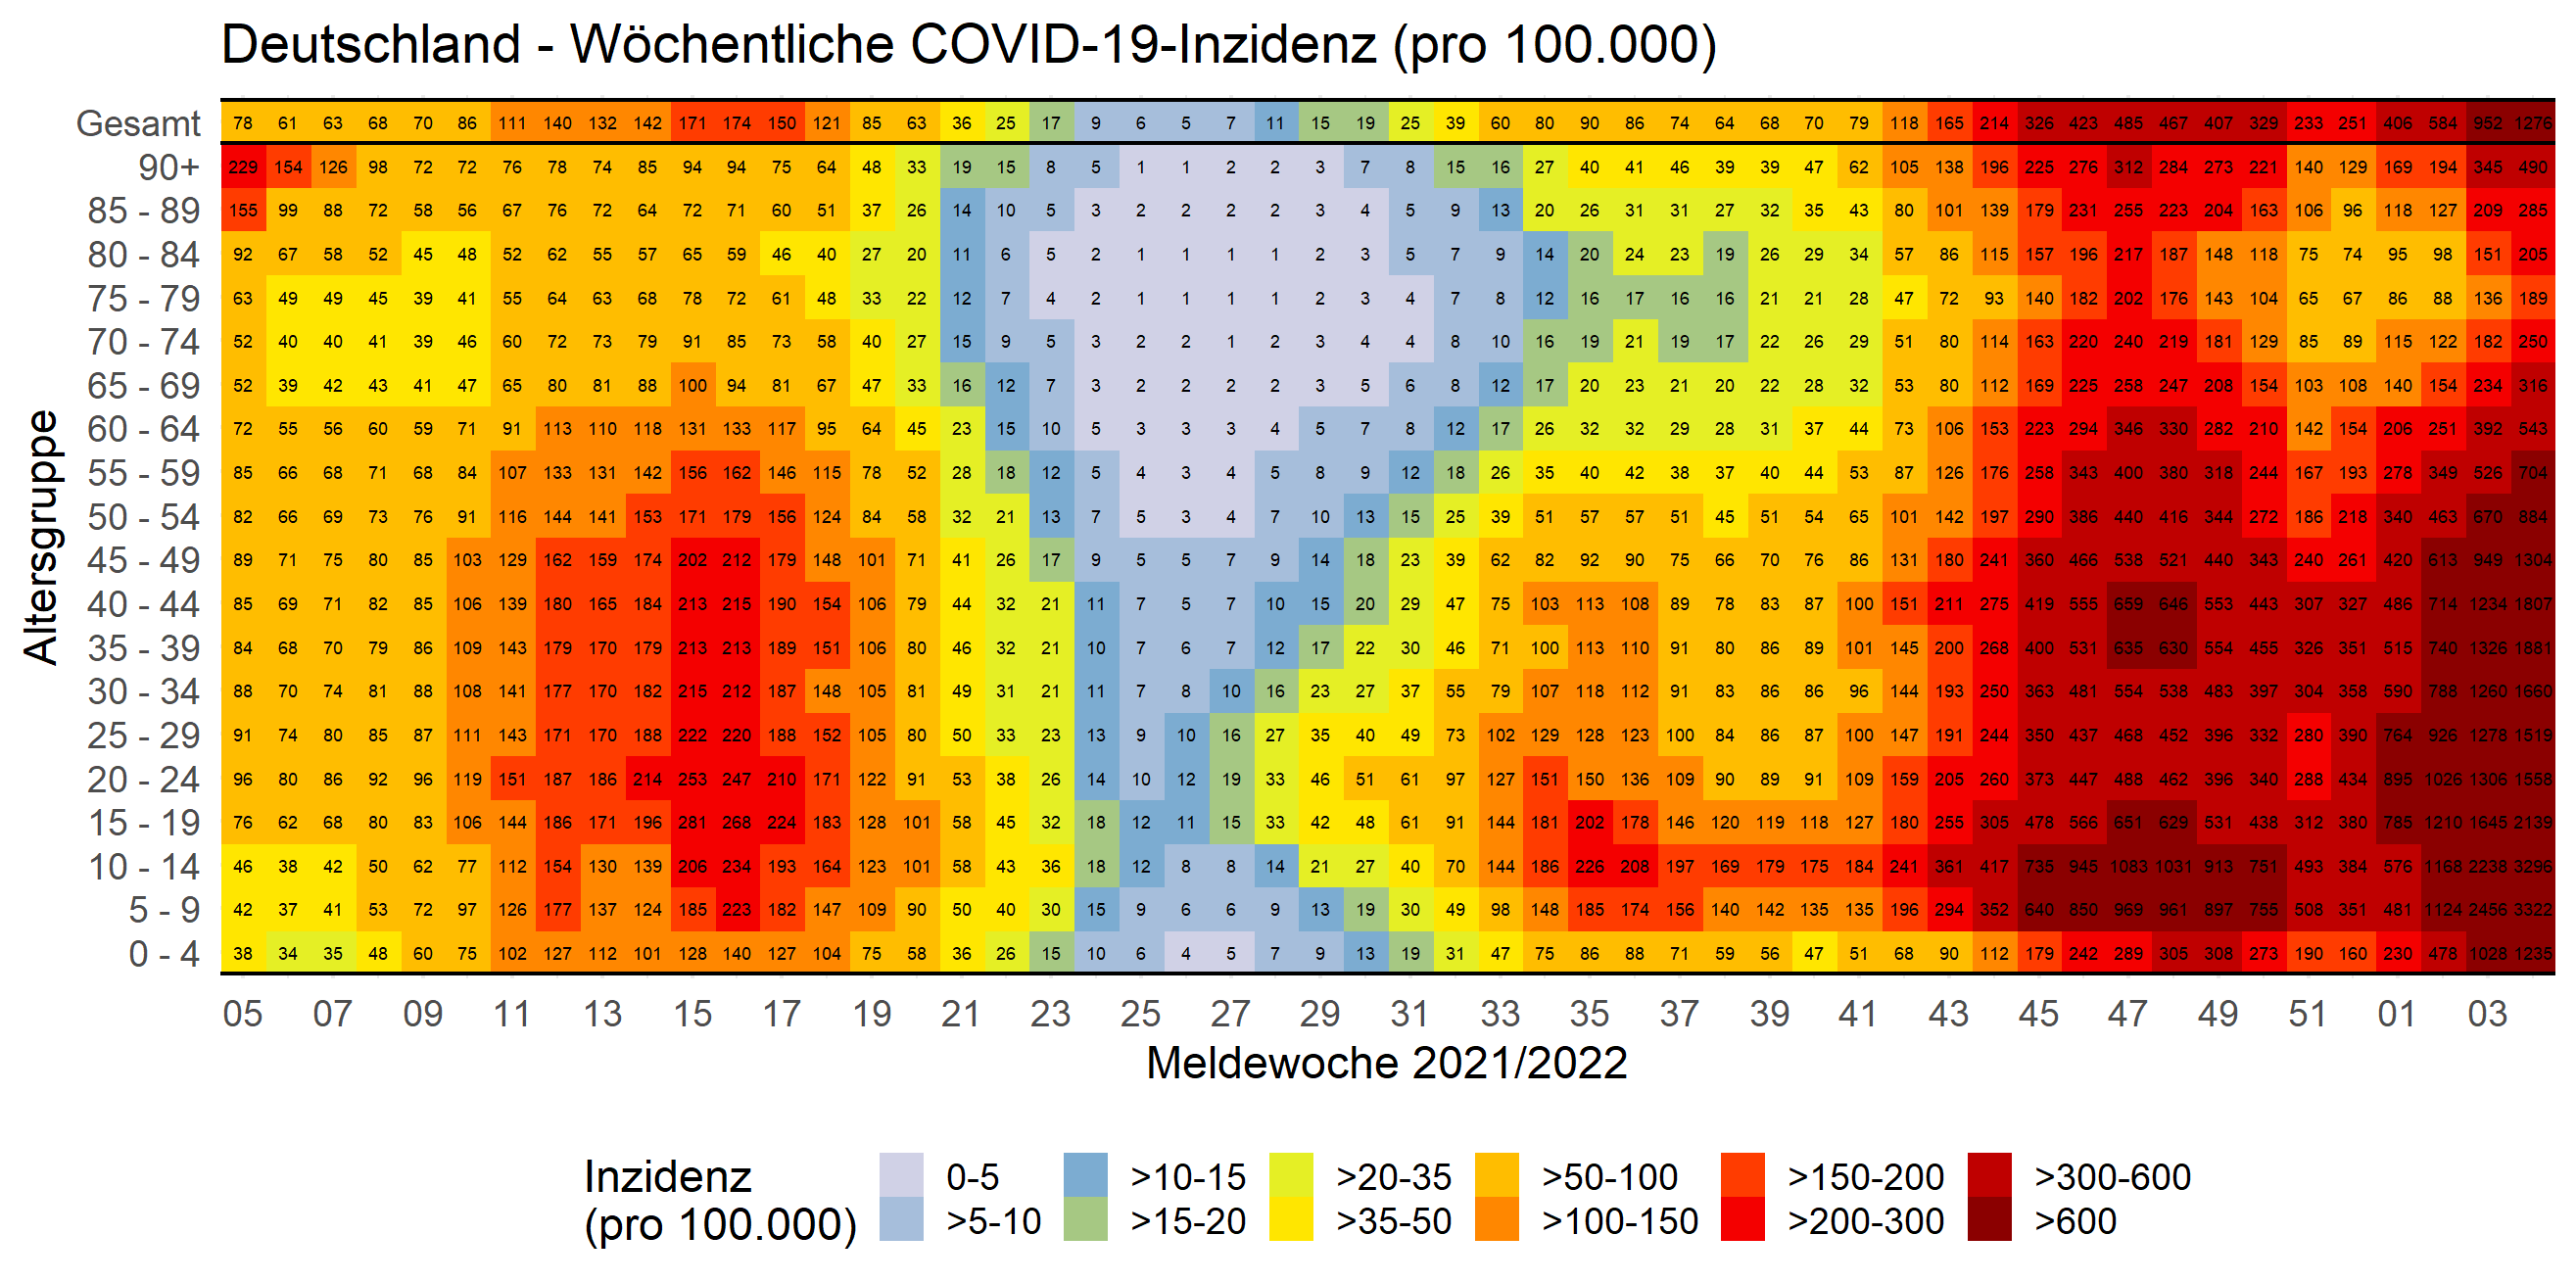 Deutschland - Wöchentliche COVID-19-Inzidenz (pro 100.000)
Gesamt 78 61 63 68 70 86 111 140 132 142 171 174 150 121 85 63 36 25 17 9 6 5 7 11 15 19 25 39 60 80 90 86 74 64 68 70 79 118 165 214 326 423 485 467 407 329 233 251 406 584 952 1276
90+ 229 154 126 98 72 72 76 78 74 85 94 94 75 64 48 33 19 15 8 5 1 1 2 2 3 7 8 15 16 27 40 41 46 39 39 47 62 105 138 196 225 276 312 284 273 221 140 129 169 194 345 490
85 - 89 155 99 88 72 58 56 67 76 72 64 72 71 60 51 37 26 14 10 5 3 2 2 2 2 3 4 5 9 13 20 26 31 31 27 32 35 43 80 101 139 179 231 255 223 204 163 106 96 118 127 209 285
80 - 84 92 67 58 52 45 48 52 62 55 57 65 59 46 40 27 20 11 6 5 2 1 1 1 1 2 3 5 7 9 14 20 24 23 19 26 29 34 57 86 115 157 196 217 187 148 118 75 74 95 98 151 205
75 - 79 63 49 49 45 39 41 55 64 63 68 78 72 61 48 33 22 12 7 4 2 1 1 1 1 2 3 4 7 8 12 16 17 16 16 21 21 28 47 72 93 140 182 202 176 143 104 65 67 86 88 136 189
70 - 74 52 40 40 41 39 46 60 72 73 79 91 85 73 58 40 27 15 9 5 3 2 2 1 2 3 4 4 8 10 16 19 21 19 17 22 26 29 51 80 114 163 220 240 219 181 129 85 89 115 122 182 250
65 - 69 52 39 42 43 41 47 65 80 81 88 100 94 81 67 47 33 16 12 7 3 2 2 2 2 3 5 6 8 12 17 20 23 21 20 22 28 32 53 80 112 169 225 258 247 208 154 103 108 140 154 234 316
60 - 64 72 55 56 60 59 71 91 113 110 118 131 133 117 95 64 45 23 15 10 5 3 3 3 4 5 7 8 12 17 26 32 32 29 28 31 37 44 73 106 153 223 294 346 330 282 210 142 154 206 251 392 543
55 - 59 85 66 68 71 68 84 107 133 131 142 156 162 146 115 78 52 28 18 12 5 4 3 4 5 8 9 12 18 26 35 40 42 38 37 40 44 53 87 126 176 258 343 400 380 318 244 167 193 278 349 526 704
50 - 54 82 66 69 73 76 91 116 144 141 153 171 179 156 124 84 58 32 21 13 7 5 3 4 7 10 13 15 25 39 51 57 57 51 45 51 54 65 101 142 197 290 386 440 416 344 272 186 218 340 463 670 884
45 - 49 89 71 75 80 85 103 129 162 159 174 202 212 179 148 101 71 41 26 17 9 5 5 7 9 14 18 23 39 62 82 92 90 75 66 70 76 86 131 180 241 360 466 538 521 440 343 240 261 420 613 949 1304
40 - 44 85 69 71 82 85 106 139 180 165 184 213 215 190 154 106 79 44 32 21 11 7 5 7 10 15 20 29 47 75 103 113 108 89 78 83 87 100 151 211 275 419 555 659 646 553 443 307 327 486 714 1234 1807
35 - 39 84 68 70 79 86 109 143 179 170 179 213 213 189 151 106 80 46 32 21 10 7 6 7 12 17 22 30 46 71 100 113 110 91 80 86 89 101 145 200 268 400 531 635 630 554 455 326 351 515 740 1326 1881
30 - 34 88 70 74 81 88 108 141 177 170 182 215 212 187 148 105 81 49 31 21 11 7 8 10 16 23 27 37 55 79 107 118 112 91 83 86 86 96 144 193 250 363 481 554 538 483 397 304 358 590 788 1260 1660
25 - 29 91 74 80 85 87 111 143 171 170 188 222 220 188 152 105 80 50 33 23 13 9 10 16 27 35 40 49 73 102 129 128 123 100 84 86 87 100 147 191 244 350 437 468 452 396 332 280 390 764 926 1278 1519
20 - 24 96 80 86 92 96 119 151 187 186 214 253 247 210 171 122 91 53 38 26 14 10 12 19 33 46 51 61 97 127 151 150 136 109 90 89 91 109 159 205 260 373 447 488 462 396 340 288 434 895 1026 1306 1558
15 - 19 76 62 68 80 83 106 144 186 171 196 281 268 224 183 128 101 58 45 32 18 12 11 15 33 42 48 61 91 144 181 202 178 146 120 119 118 127 180 255 305 478 566 651 629 531 438 312 380 785 1210 1645 2139
10 - 14 46 38 42 50 62 77 112 154 130 139 206 234 193 164 123 101 58 43 36 18 12 8 8 14 21 27 40 70 144 186 226 208 197 169 179 175 184 241 361 417 735 945 1083 1031 913 751 493 384 576 1168 2238 3296
5 - 9 42 37 41 53 72 97 126 177 137 124 185 223 182 147 109 90 50 40 30 15 9 6 6 9 13 19 30 49 98 148 185 174 156 140 142 135 135 196 294 352 640 850 969 961 897 755 508 351 481 1124 2456 3322
0 - 4 38 34 35 48 60 75 102 127 112 101 128 140 127 104 75 58 36 26 15 10 6 4 5 7 9 13 19 31 47 75 86 88 71 59 56 47 51 68 90 112 179 242 289 305 308 273 190 160 230 478 1028 1235
Altersgruppe
05 07 09 11 13 15 17 19 21 23 25 27 29 31 33 35 37 39 41 43 45 47 49 51 01 03
Meldewoche 2021/2022
Inzidenz
(pro 100.000)
0-5 >10-15 >20-35 >50-100 >150-200 >300-600
>5-10 >15-20 >35-50 >100-150 >200-300 >600